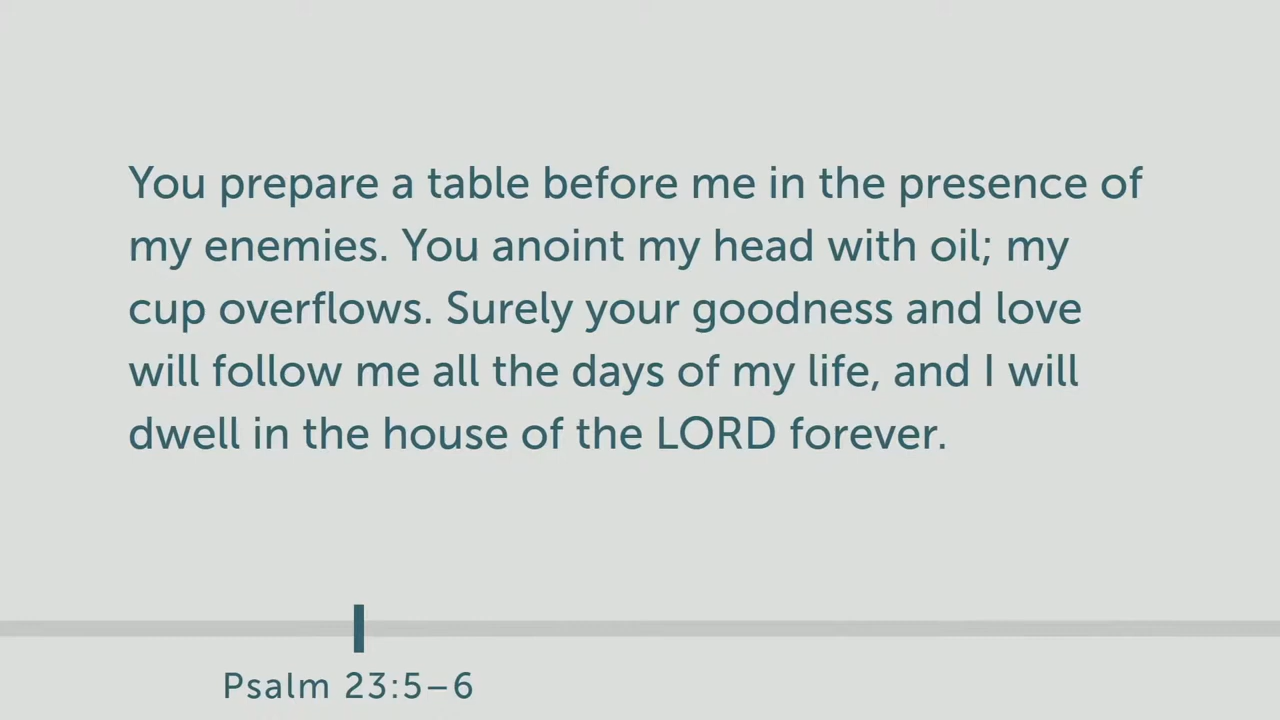 You prepare a table before me in the presence of
my enemies. You anoint my head with oil; my
cup overflows. Surely your goodness and love
will follow me all the days of my life, and I will
dwell in the house of the LORD forever.
Psalm 23:5–6